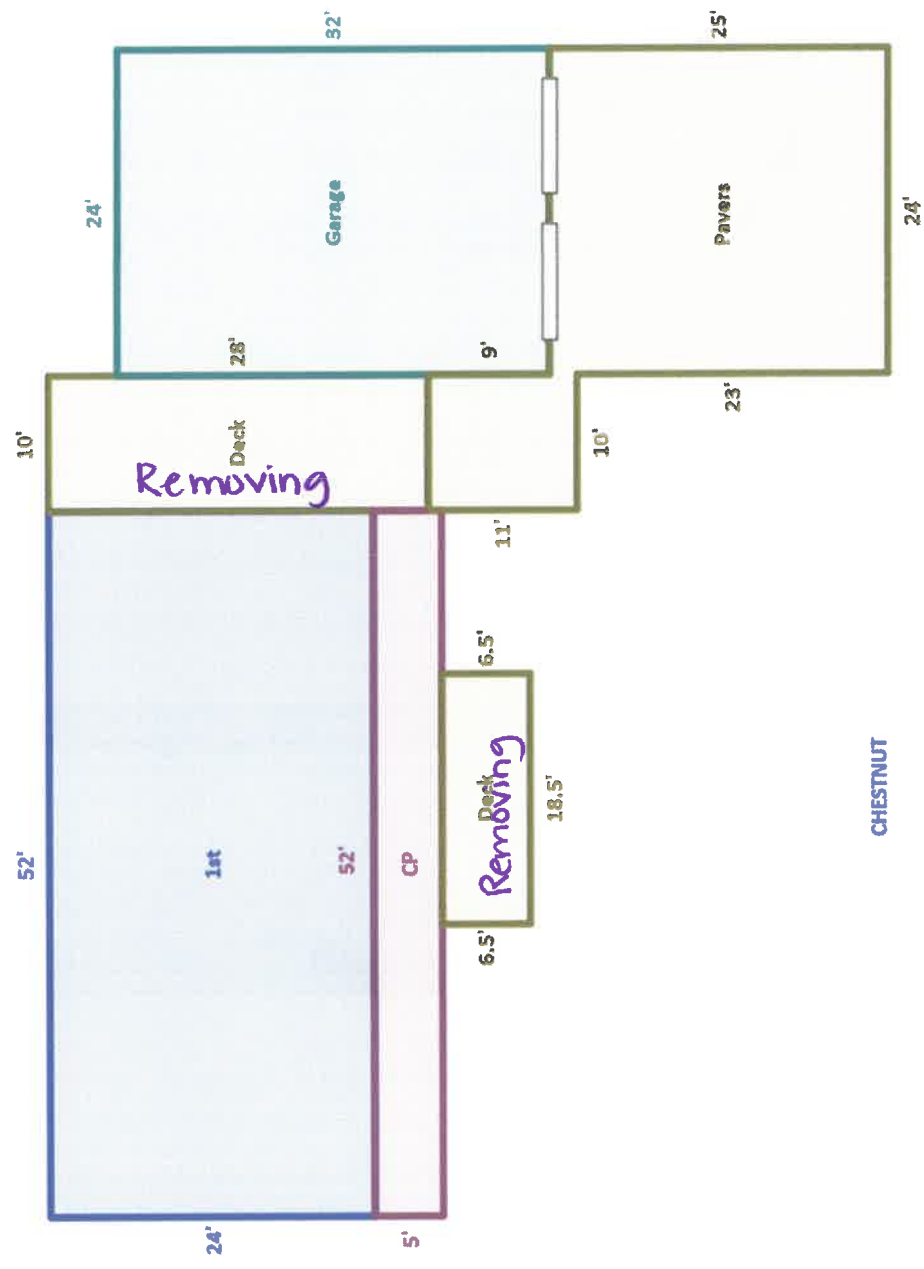 52'
10'
24'
32'
24'
1st
Deck
Removing
28'
Garage
52'
5'
CP
9'
6.5'
Deck
Removing
6.5'
18.5'
11'
10'
23'
Pavers
25'
24'
CHESTNUT